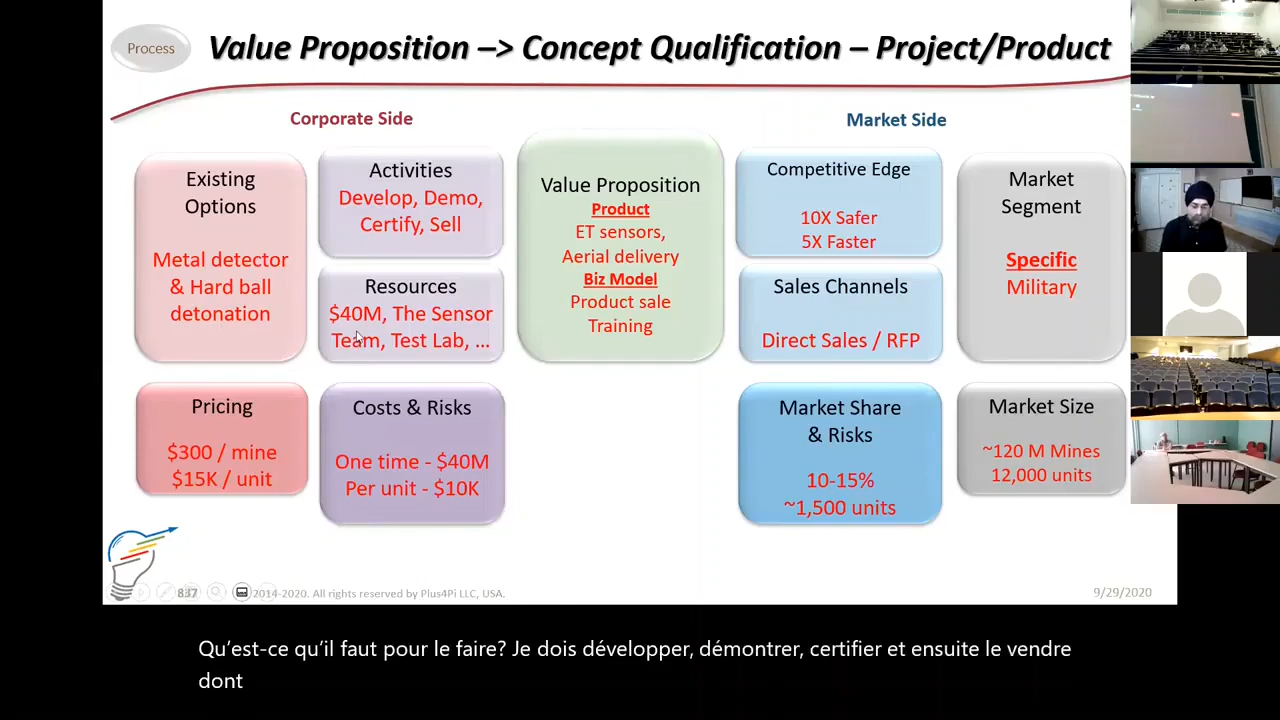 Process
Value Proposition –> Concept Qualification – Project/Product
Corporate Side
Market Side
Existing
Options
Metal detector
& Hard ball
detonation
Activities
Develop, Demo,
Certify, Sell
Resources
$40M, The Sensor
Team, Test Lab, ...
Value Proposition
Product
ET sensors,
Aerial delivery
Biz Model
Product sale
Training
Competitive Edge
10X Safer
5X Faster
Sales Channels
Direct Sales / RFP
Market
Segment
Specific
Military
Pricing
$300 / mine
$15K / unit
Costs & Risks
One time - $40M
Per unit - $10K
Market Share
& Risks
10-15%
~1,500 units
Market Size
~120 M Mines
12,000 units
837
2014-2020. All rights reserved by Plus4Pi LLC, USA.
9/29/2020
Qu’est-ce qu’il faut pour le faire? Je dois développer, démontrer, certifier et ensuite le vendre
dont